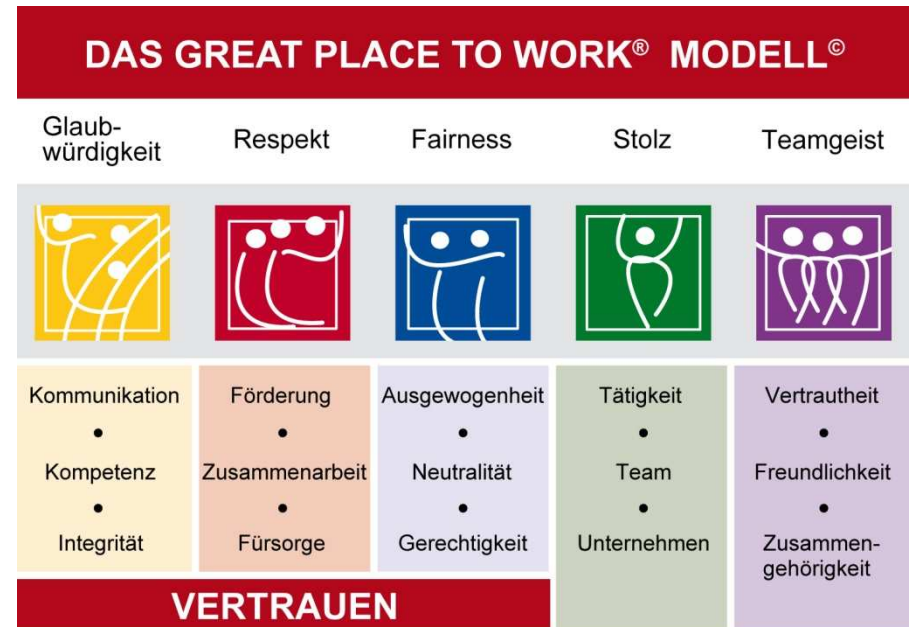 DAS GREAT PLACE TO WORK® MODELL©
Glaub-
würdigkeit
Respekt
Fairness
Stolz
Teamgeist
Kommunikation
•
Kompetenz
•
Integrität
Förderung
•
Zusammenarbeit
•
Fürsorge
Ausgewogenheit
•
Neutralität
•
Gerechtigkeit
Tätigkeit
•
Team
•
Unternehmen
Vertrautheit
•
Freundlichkeit
•
Zusammen-
gehörigkeit
VERTRAUEN